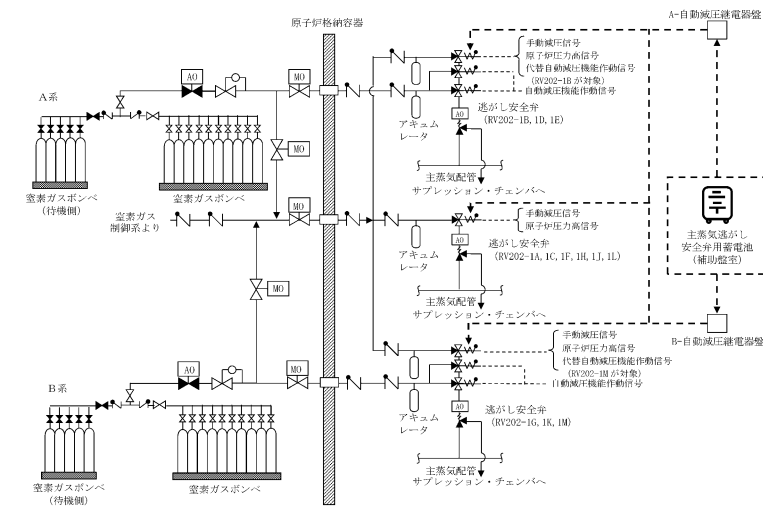 原子炉格納容器
A-自動減圧継電器盤
手動減圧信号
原子炉圧力高信号
代替自動減圧機能作動信号
(RV202-1Bが対象)
自動減圧機能作動信号
AO
MO
A系
アキュム
レータ
AO
逃がし安全弁
(RV202-1B, 1D, 1E)
MO
主蒸気配管
サプレッション・チェンバへ
窒素ガスボンベ
(待機側)
窒素ガスボンベ
窒素ガス
制御系より
MO
手動減圧信号
原子炉圧力高信号
主蒸気逃がし
安全弁用蓄電池
(補助盤室)
アキュム
レータ
AO
逃がし安全弁
(RV202-1A, 1C, 1F, 1H, 1J, 1L)
MO
主蒸気配管
サプレッション・チェンバへ
B-自動減圧継電器盤
手動減圧信号
原子炉圧力高信号
代替自動減圧機能作動信号
(RV202-1Mが対象)
自動減圧機能作動信号
AO
MO
B系
アキュム
レータ
AO
逃がし安全弁
(RV202-1G, 1K, 1M)
主蒸気配管
サプレッション・チェンバへ
窒素ガスボンベ
(待機側)
窒素ガスボンベ